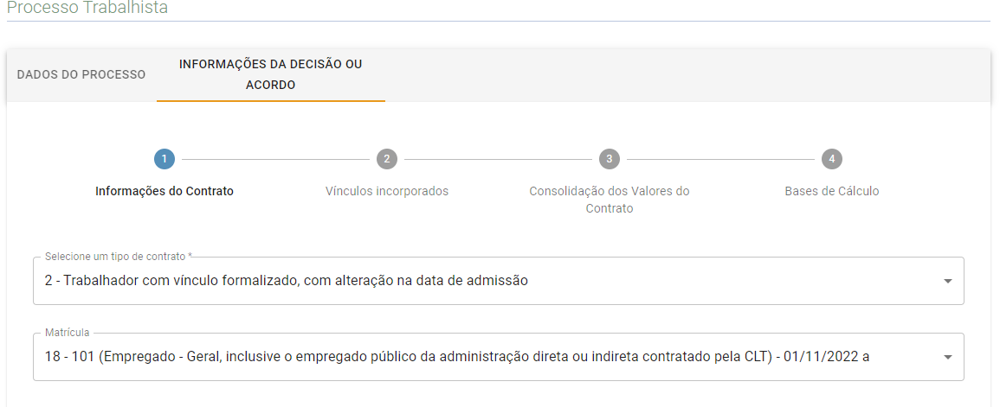 Processo Trabalhista
DADOS DO PROCESSO
INFORMAÇÕES DA DECISÃO OU
ACORDO
1
2
3
4
Informações do Contrato
Vínculos incorporados
Consolidação dos Valores do
Contrato
Bases de Cálculo
Selecione um tipo de contrato *
2 - Trabalhador com vínculo formalizado, com alteração na data de admissão
Matrícula
18 - 101 (Empregado - Geral, inclusive o empregado público da administração direta ou indireta contratado pela CLT) - 01/11/2022 a